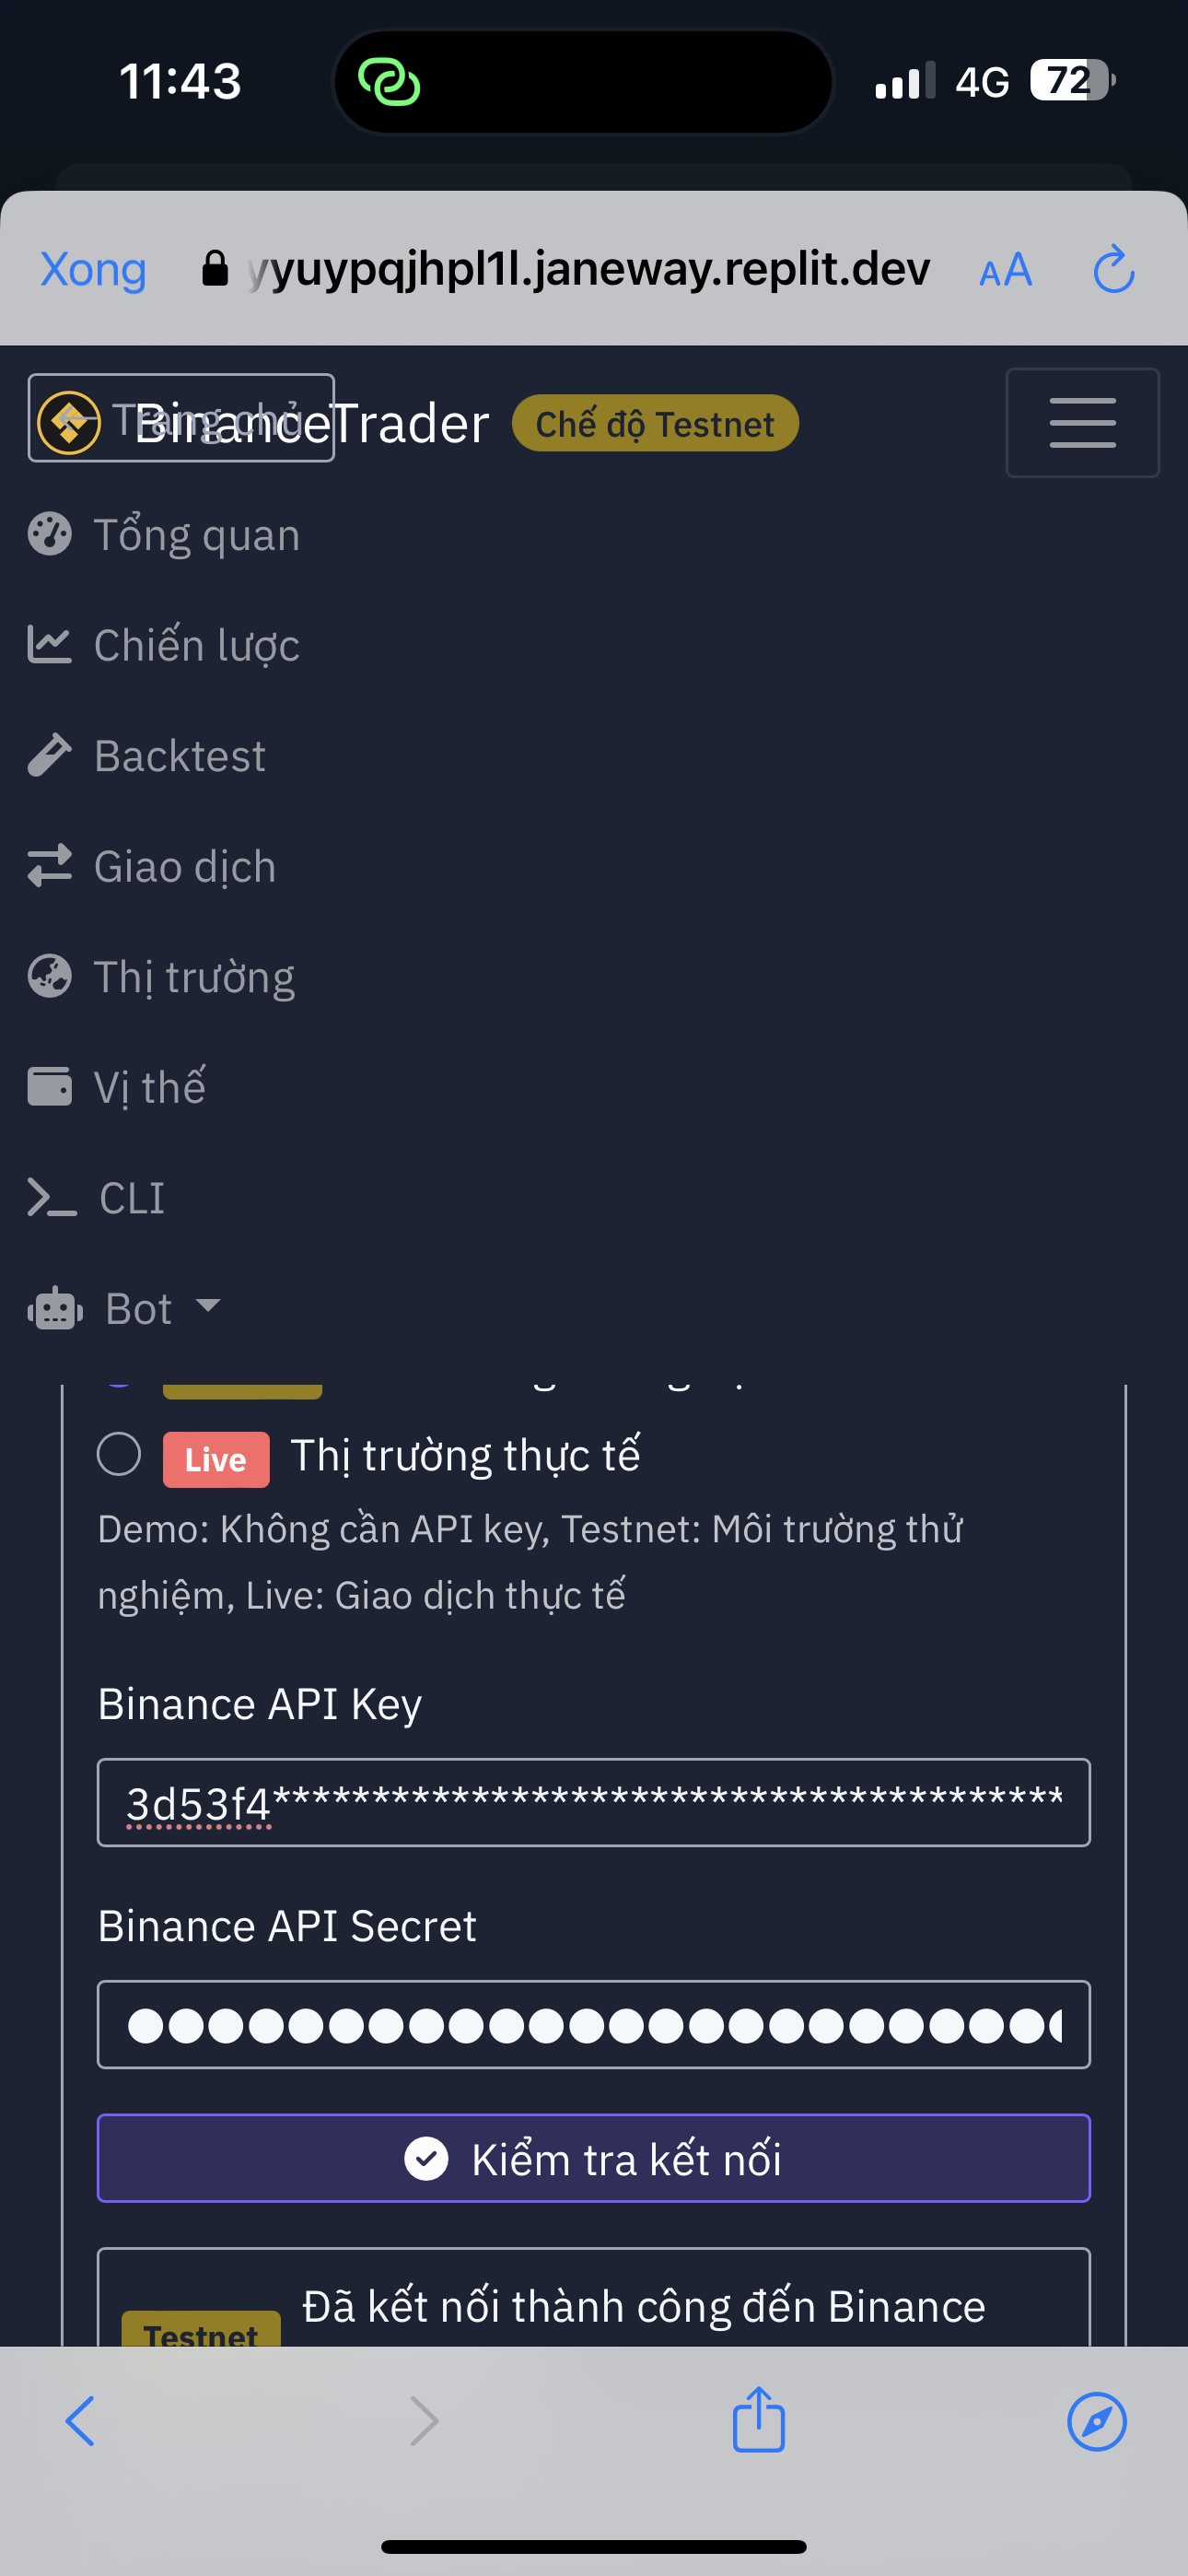 11:43
4G
72
Xong
yyuypqjhpl1l.janeway.replit.dev
AA
Trang chủ
BinanceTrader
Chế độ Testnet
Tổng quan
Chiến lược
Backtest
Giao dịch
Thị trường
Vị thế
CLI
Bot
Live Thị trường thực tế
Demo: Không cần API key, Testnet: Môi trường thử
nghiệm, Live: Giao dịch thực tế
Binance API Key
3d53f4****************************************
Binance API Secret
Kiểm tra kết nối
Đã kết nối thành công đến Binance
Testnet